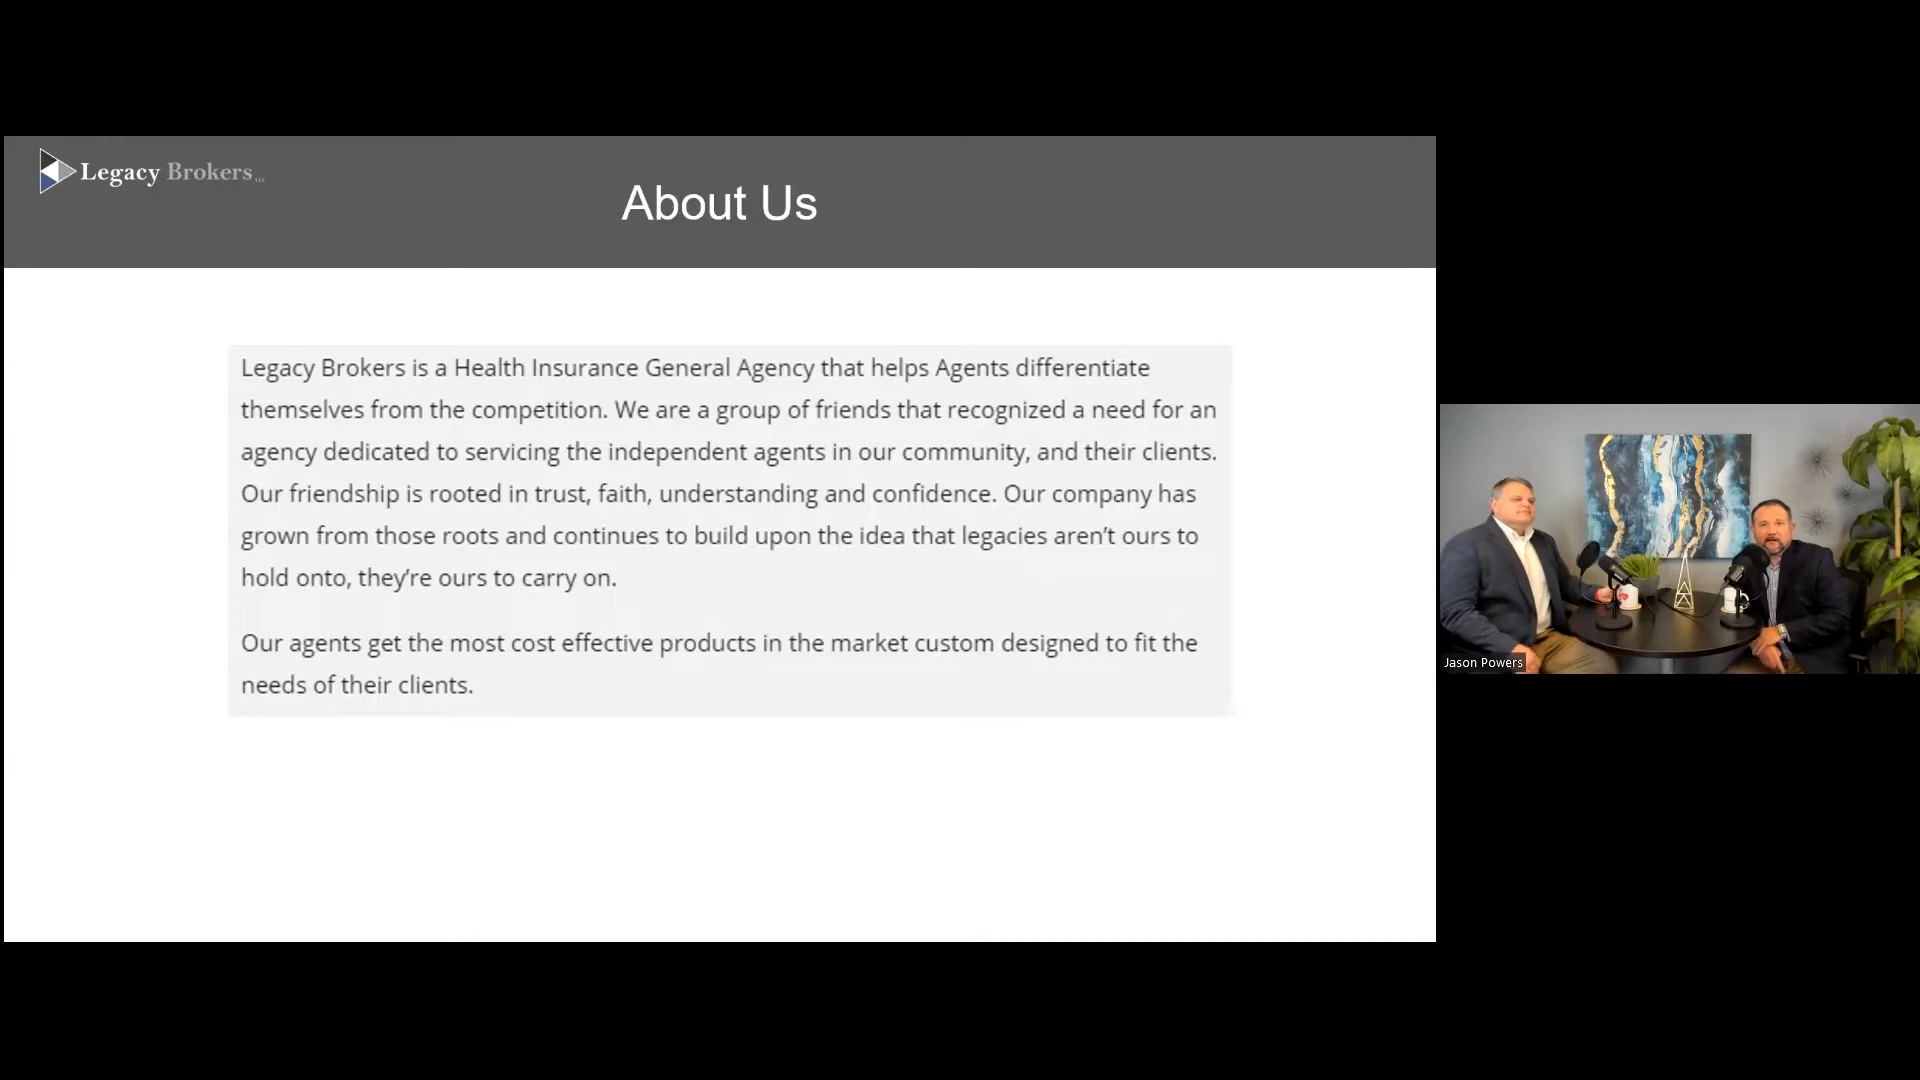 Legacy Brokers
About Us
Legacy Brokers is a Health Insurance General Agency that helps Agents differentiate
themselves from the competition. We are a group of friends that recognized a need for an
agency dedicated to servicing the independent agents in our community, and their clients.
Our friendship is rooted in trust, faith, understanding and confidence. Our company has
grown from those roots and continues to build upon the idea that legacies aren’t ours to
hold onto, they’re ours to carry on.
Our agents get the most cost effective products in the market custom designed to fit the
needs of their clients.
Jason Powers